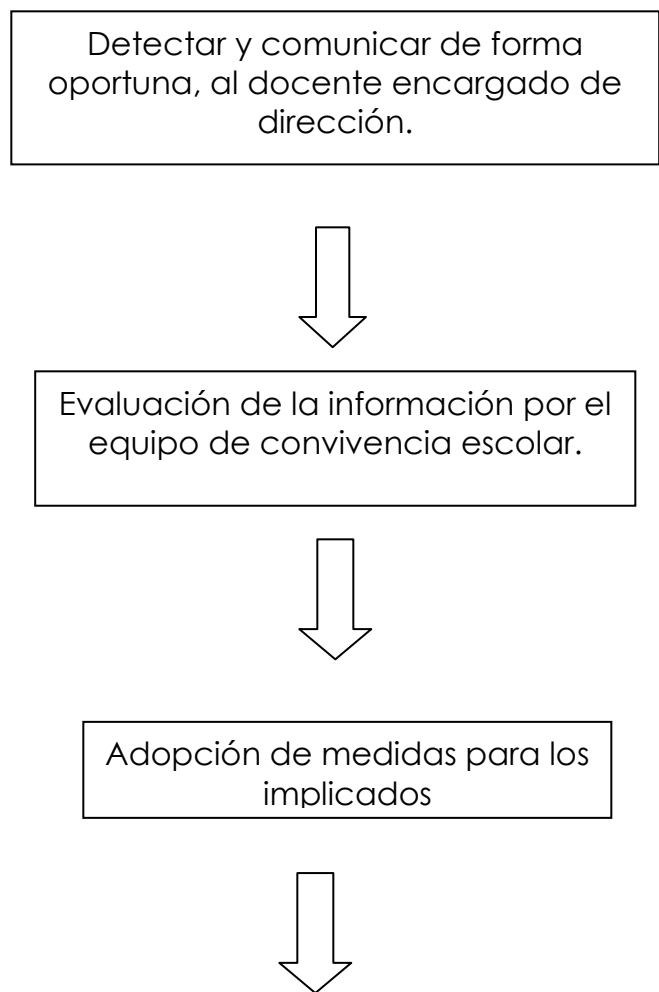 Detectar y comunicar de forma
oportuna, al docente encargado de
dirección.
Evaluación de la información por el
equipo de convivencia escolar.
Adopción de medidas para los
implicados